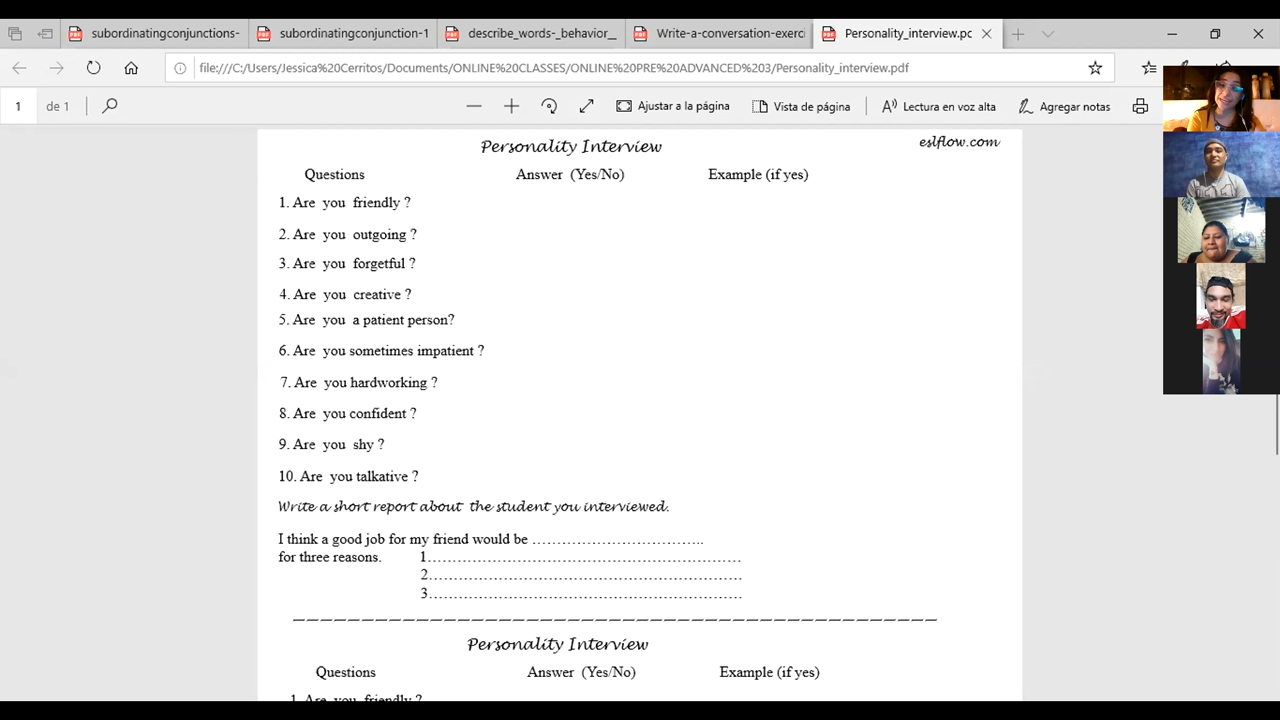 subordinatingconjunctions-
subordinatingconjunction-1
describe_words-_behavior_
Write-a-conversation-exerci
Personality_interview.pc
file:///C:/Users/Jessica%20Cerritos/Documents/ONLINE%20CLASSES/ONLINE%20PRE%20ADVANCED%203/Personality_interview.pdf
1 de 1
Ajustar a la página
Vista de página
Lectura en voz alta
Agregar notas
Personality Interview
eslflow.com
Questions Answer (Yes/No) Example (if yes)
1. Are you friendly ?
2. Are you outgoing ?
3. Are you forgetful ?
4. Are you creative ?
5. Are you a patient person?
6. Are you sometimes impatient ?
7. Are you hardworking ?
8. Are you confident ?
9. Are you shy ?
10. Are you talkative ?
Write a short report about the student you interviewed.
I think a good job for my friend would be ……………………………..
for three reasons. 1……………………………………………………
2……………………………………………………
3……………………………………………………
Personality Interview
Questions Answer (Yes/No) Example (if yes)
1. Are you friendly ?